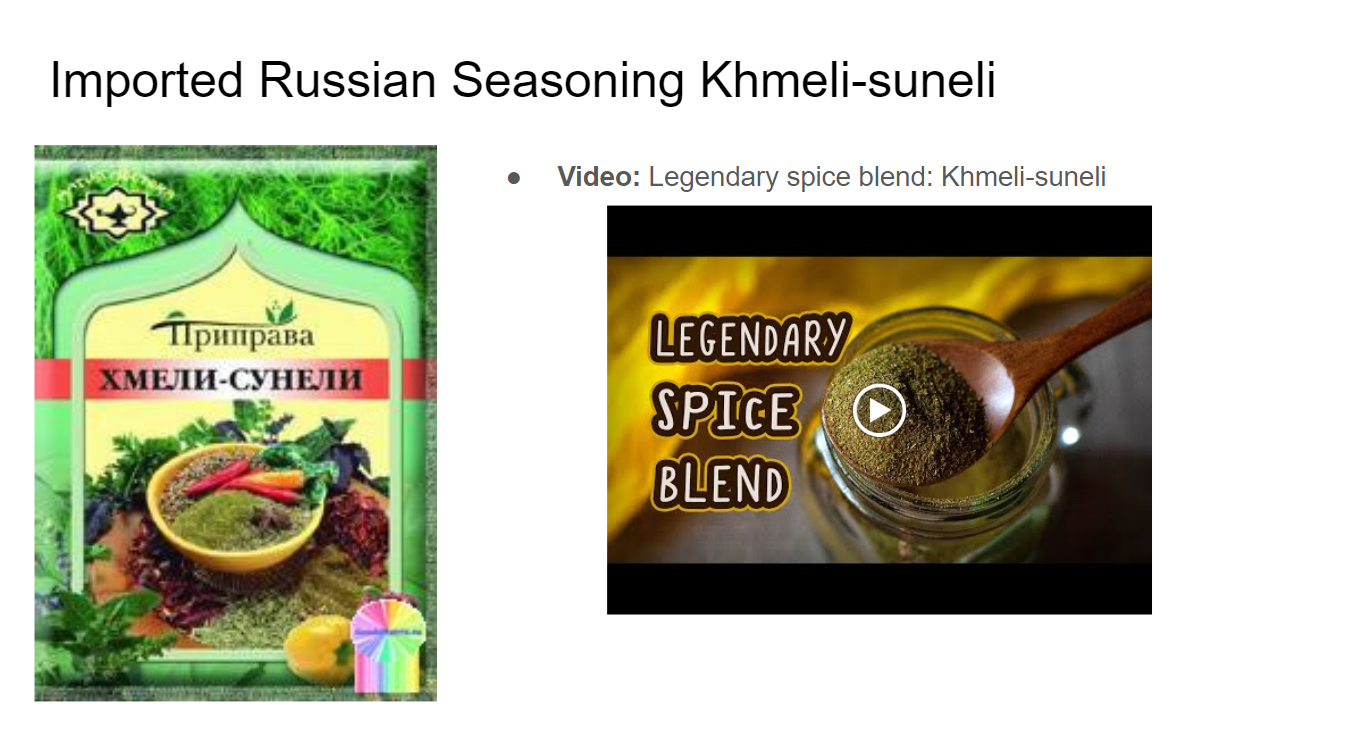 Imported Russian Seasoning Khmeli-suneli
Приправа
ХМЕЛИ-СУНЕЛИ
● Video: Legendary spice blend: Khmeli-suneli
LEGENDARY
SPICE
BLEND